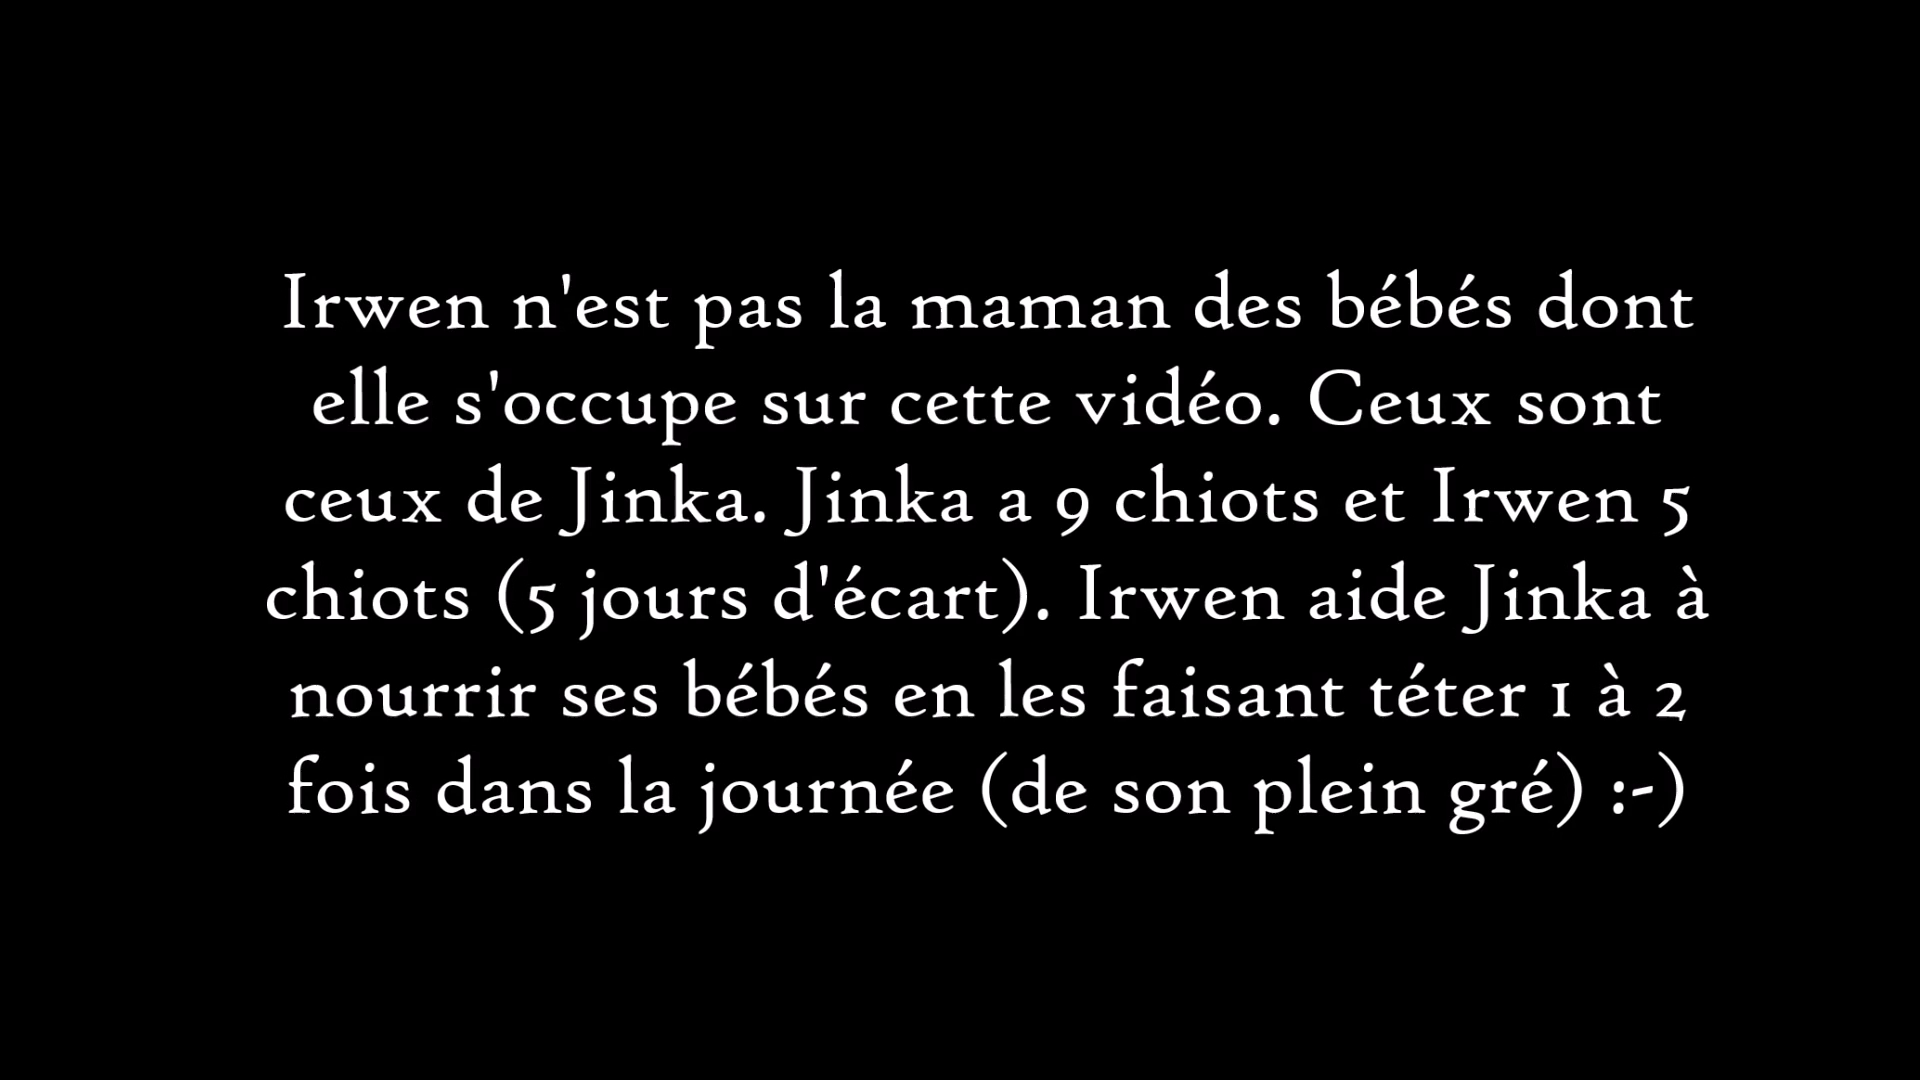 Irwen n'est pas la maman des bébés dont
elle s'occupe sur cette vidéo. Ceux sont
ceux de Jinka. Jinka a 9 chiots et Irwen 5
chiots (5 jours d'écart). Irwen aide Jinka à
nourrir ses bébés en les faisant téter 1 à 2
fois dans la journée (de son plein gré) :-)